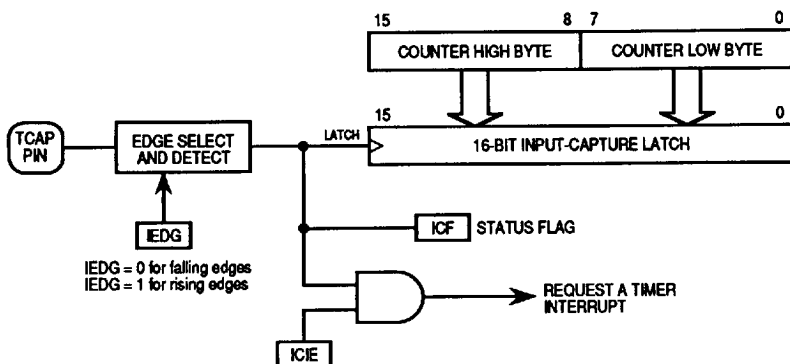 15 8 7 0
COUNTER HIGH BYTE COUNTER LOW BYTE
15 0
TCAP
PIN
EDGE SELECT
AND DETECT
LATCH
16-BIT INPUT-CAPTURE LATCH
IEDG
ICF STATUS FLAG
IEDG = 0 for falling edges
IEDG = 1 for rising edges
REQUEST A TIMER
INTERRUPT
ICIE